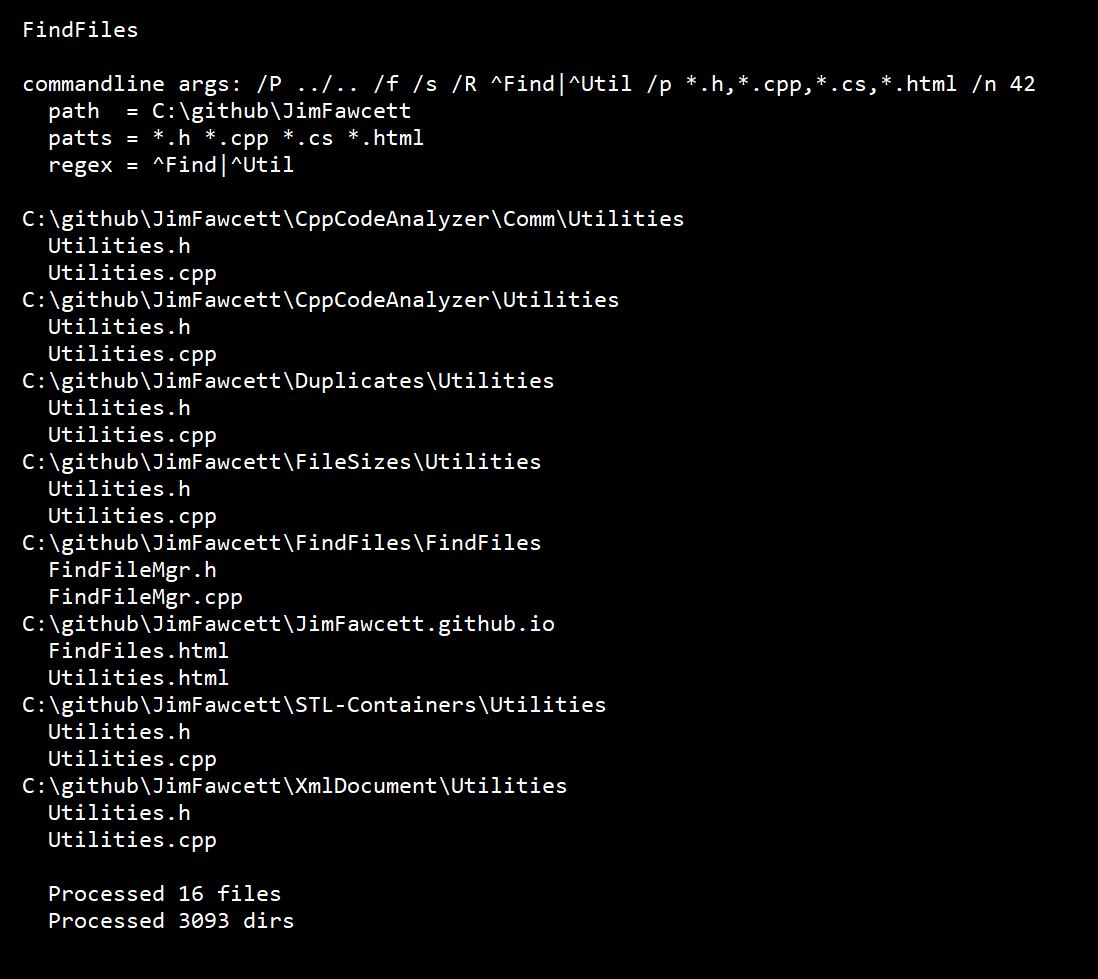 FindFiles
commandline args: /P ../.. /f /s /R ^Find|^Util /p *.h,*.cpp,*.cs,*.html /n 42
path  = C:\github\JimFawcett
patts = *.h *.cpp *.cs *.html
regex = ^Find|^Util
C:\github\JimFawcett\CppCodeAnalyzer\Comm\Utilities
Utilities.h
Utilities.cpp
C:\github\JimFawcett\CppCodeAnalyzer\Utilities
Utilities.h
Utilities.cpp
C:\github\JimFawcett\Duplicates\Utilities
Utilities.h
Utilities.cpp
C:\github\JimFawcett\FileSizes\Utilities
Utilities.h
Utilities.cpp
C:\github\JimFawcett\FindFiles\FindFiles
FindFileMgr.h
FindFileMgr.cpp
C:\github\JimFawcett\JimFawcett.github.io
FindFiles.html
Utilities.html
C:\github\JimFawcett\STL-Containers\Utilities
Utilities.h
Utilities.cpp
C:\github\JimFawcett\XmlDocument\Utilities
Utilities.h
Utilities.cpp
Processed 16 files
Processed 3093 dirs